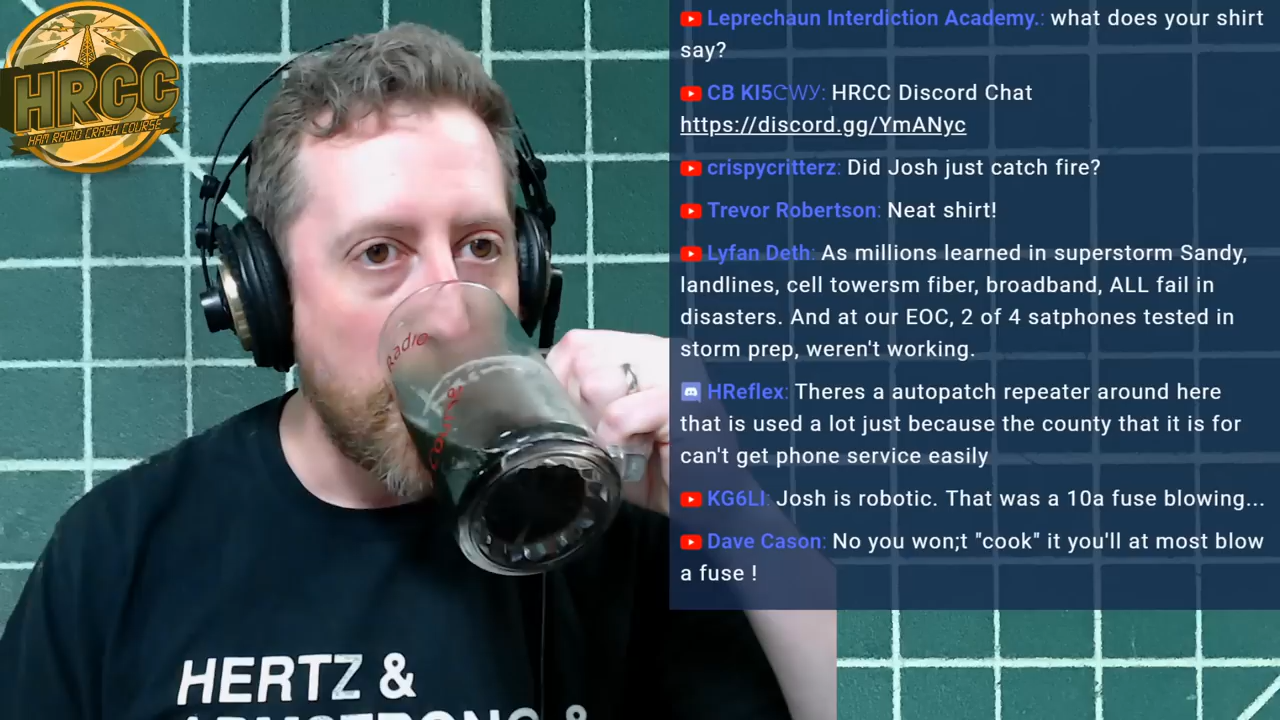 HRCC
HAM RADIO CRASH COURSE
Leprechaun Interdiction Academy.: what does your shirt
say?
CB KI5CWУ: HRCC Discord Chat
https://discord.gg/YmANyc
crispycritterz: Did Josh just catch fire?
Trevor Robertson: Neat shirt!
Lyfan Deth: As millions learned in superstorm Sandy,
landlines, cell towersm fiber, broadband, ALL fail in
disasters. And at our EOC, 2 of 4 satphones tested in
storm prep, weren't working.
HReflex: Theres a autopatch repeater around here
that is used a lot just because the county that it is for
can't get phone service easily
KG6LI: Josh is robotic. That was a 10a fuse blowing...
Dave Cason: No you won;t "cook" it you'll at most blow
a fuse !
Radio
Course
HERTZ &
ARMSTRONG &